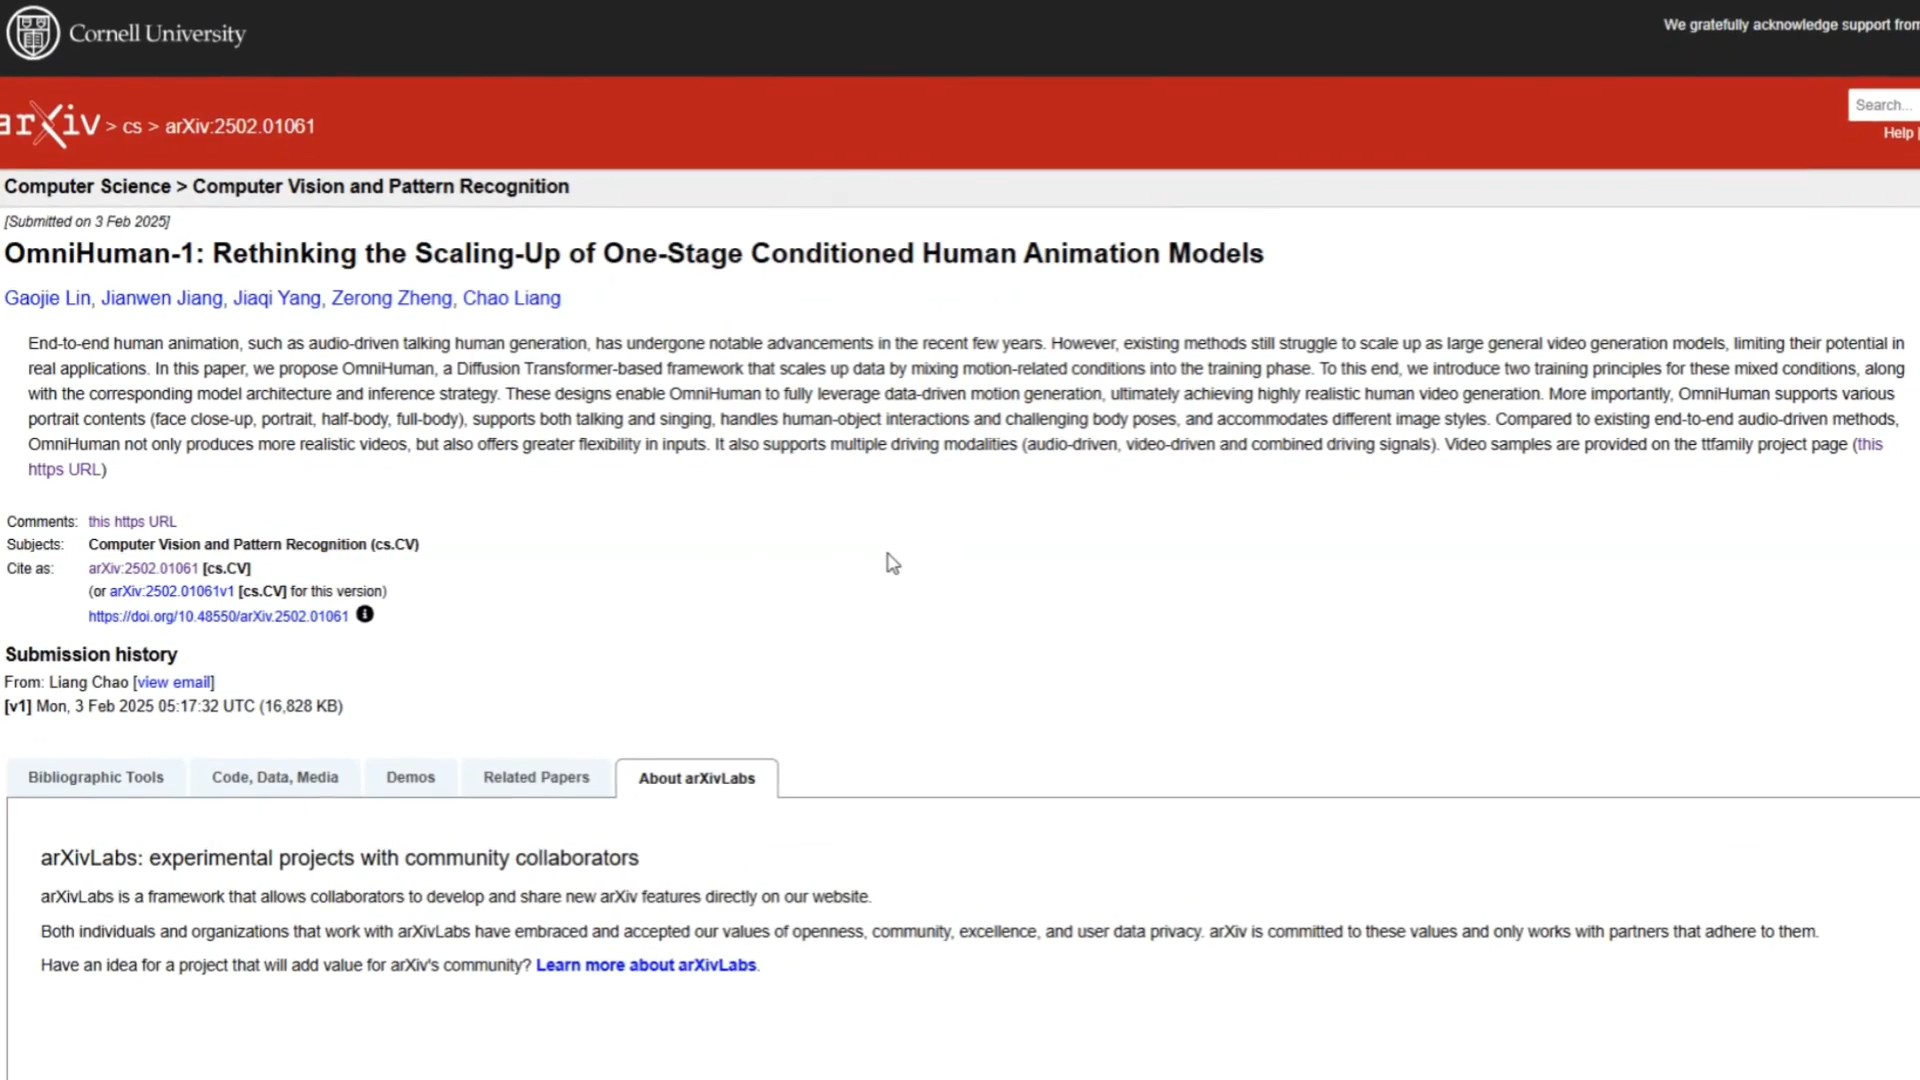 Cornell University
We gratefully acknowledge support from
arXiv > cs > arXiv:2502.01061
Search...
Help |
Computer Science > Computer Vision and Pattern Recognition
[Submitted on 3 Feb 2025]
OmniHuman-1: Rethinking the Scaling-Up of One-Stage Conditioned Human Animation Models
Gaojie Lin, Jianwen Jiang, Jiaqi Yang, Zerong Zheng, Chao Liang
End-to-end human animation, such as audio-driven talking human generation, has undergone notable advancements in the recent few years. However, existing methods still struggle to scale up as large general video generation models, limiting their potential in
real applications. In this paper, we propose OmniHuman, a Diffusion Transformer-based framework that scales up data by mixing motion-related conditions into the training phase. To this end, we introduce two training principles for these mixed conditions, along
with the corresponding model architecture and inference strategy. These designs enable OmniHuman to fully leverage data-driven motion generation, ultimately achieving highly realistic human video generation. More importantly, OmniHuman supports various
portrait contents (face close-up, portrait, half-body, full-body), supports both talking and singing, handles human-object interactions and challenging body poses, and accommodates different image styles. Compared to existing end-to-end audio-driven methods,
OmniHuman not only produces more realistic videos, but also offers greater flexibility in inputs. It also supports multiple driving modalities (audio-driven, video-driven and combined driving signals). Video samples are provided on the ttfamily project page (this
https URL)
Comments: this https URL
Subjects: Computer Vision and Pattern Recognition (cs.CV)
Cite as: arXiv:2502.01061 [cs.CV]
(or arXiv:2502.01061v1 [cs.CV] for this version)
https://doi.org/10.48550/arXiv.2502.01061
Submission history
From: Liang Chao [view email]
[v1] Mon, 3 Feb 2025 05:17:32 UTC (16,828 KB)
Bibliographic Tools Code, Data, Media Demos Related Papers About arXivLabs
arXivLabs: experimental projects with community collaborators
arXivLabs is a framework that allows collaborators to develop and share new arXiv features directly on our website.
Both individuals and organizations that work with arXivLabs have embraced and accepted our values of openness, community, excellence, and user data privacy. arXiv is committed to these values and only works with partners that adhere to them.
Have an idea for a project that will add value for arXiv's community? Learn more about arXivLabs.